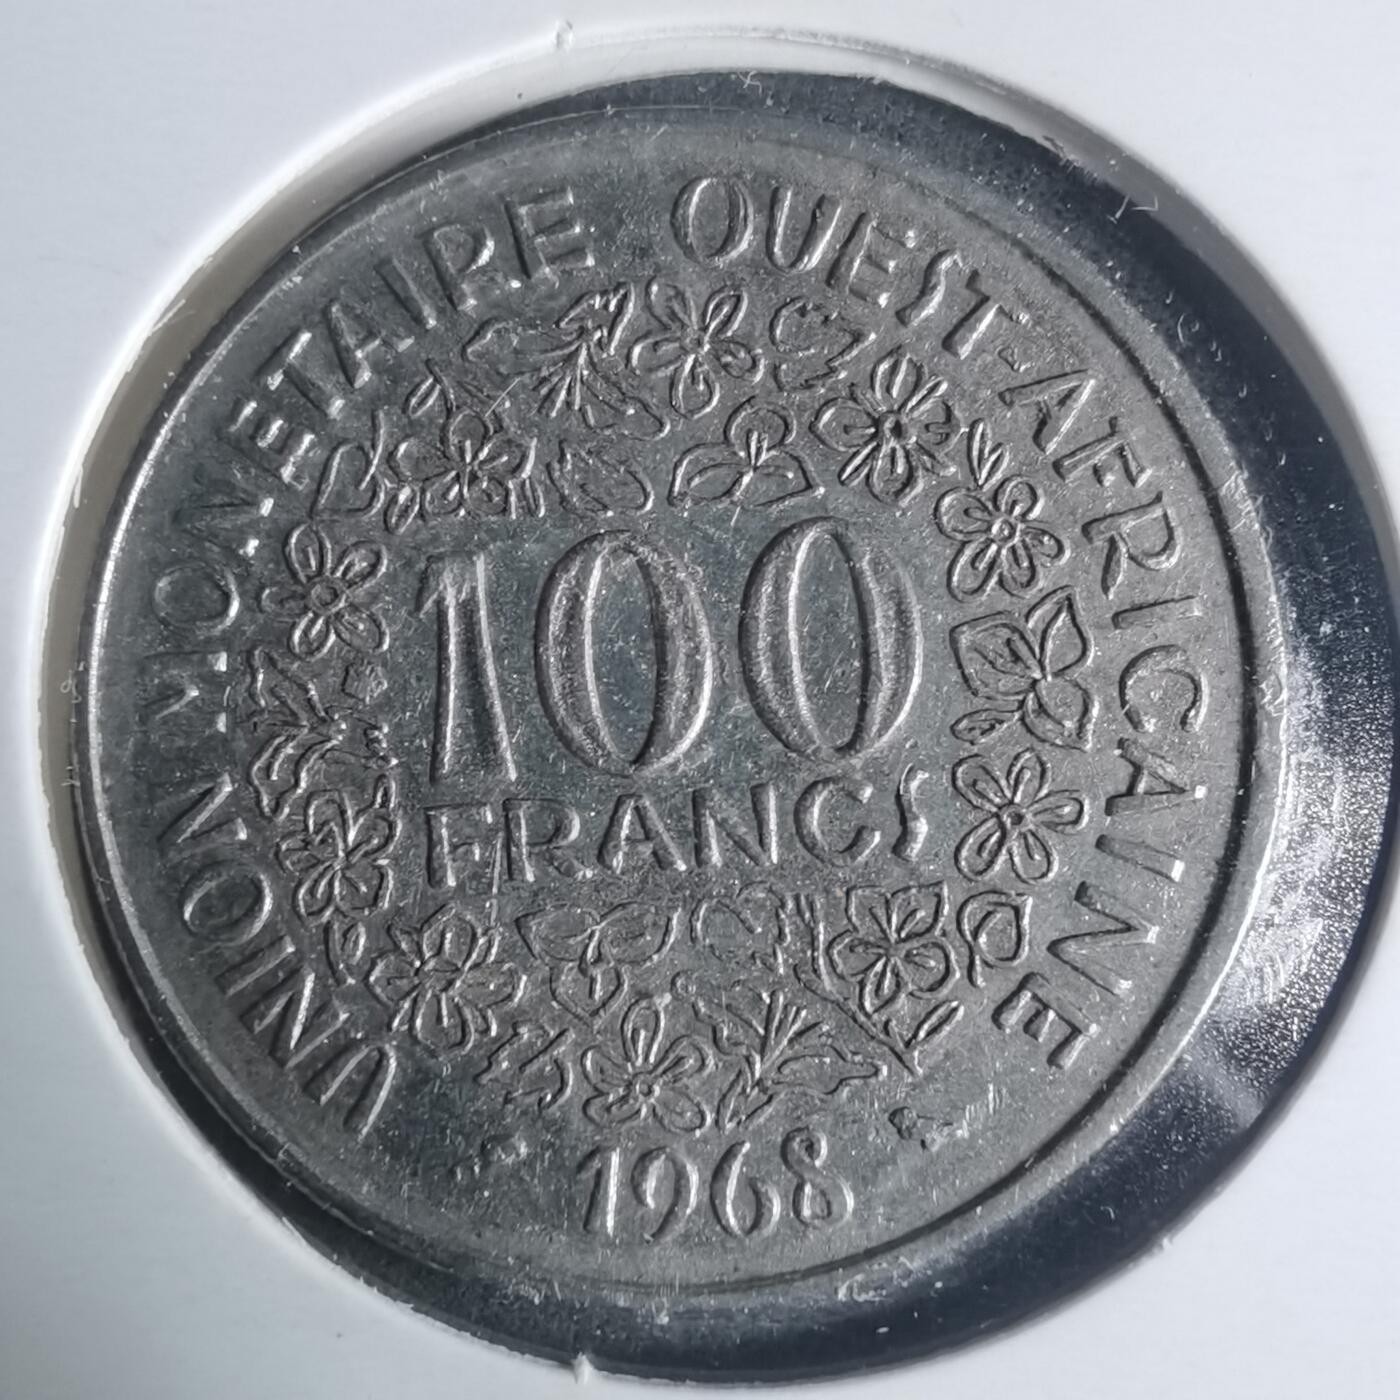 UNION MONETAIRE OUEST-AFRICAINE
100
FRANCS
1968